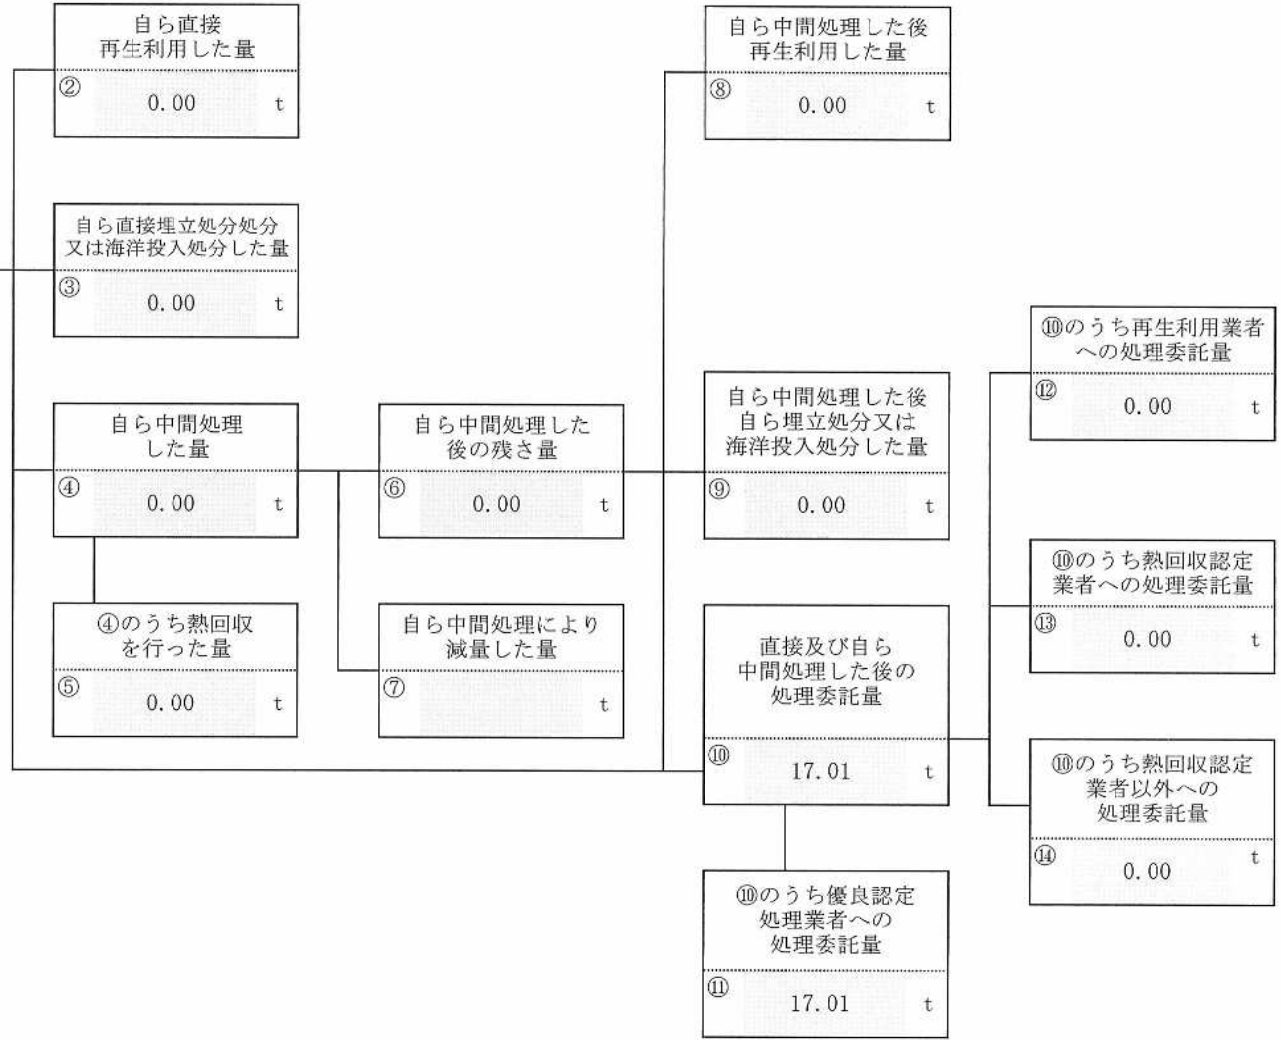 自ら直接
再生利用した量
② 0.00 t
自ら直接埋立処分処分
又は海洋投入処分した量
③ 0.00 t
自ら中間処理
した量
④ 0.00 t
④のうち熱回収
を行った量
⑤ 0.00 t
自ら中間処理した
後の残さ量
⑥ 0.00 t
自ら中間処理により
減量した量
⑦ t
自ら中間処理した後
再生利用した量
⑧ 0.00 t
自ら中間処理した後
自ら埋立処分又は
海洋投入処分した量
⑨ 0.00 t
直接及び自ら
中間処理した後の
処理委託量
⑩ 17.01 t
⑩のうち優良認定
処理業者への
処理委託量
⑪ 17.01 t
⑩のうち再生利用業者
への処理委託量
⑫ 0.00 t
⑩のうち熱回収認定
業者への処理委託量
⑬ 0.00 t
⑩のうち熱回収認定
業者以外への
処理委託量
⑭ 0.00 t